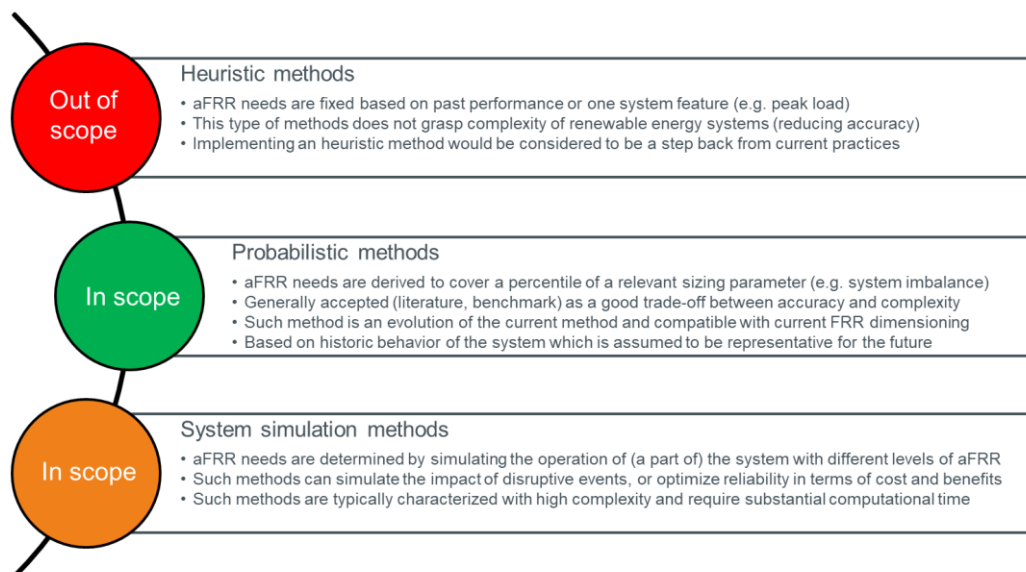 Out of
scope
Heuristic methods
• aFRR needs are fixed based on past performance or one system feature (e.g. peak load)
• This type of methods does not grasp complexity of renewable energy systems (reducing accuracy)
• Implementing an heuristic method would be considered to be a step back from current practices
In scope
Probabilistic methods
• aFRR needs are derived to cover a percentile of a relevant sizing parameter (e.g. system imbalance)
• Generally accepted (literature, benchmark) as a good trade-off between accuracy and complexity
• Such method is an evolution of the current method and compatible with current FRR dimensioning
• Based on historic behavior of the system which is assumed to be representative for the future
In scope
System simulation methods
• aFRR needs are determined by simulating the operation of (a part of) the system with different levels of aFRR
• Such methods can simulate the impact of disruptive events, or optimize reliability in terms of cost and benefits
• Such methods are typically characterized with high complexity and require substantial computational time